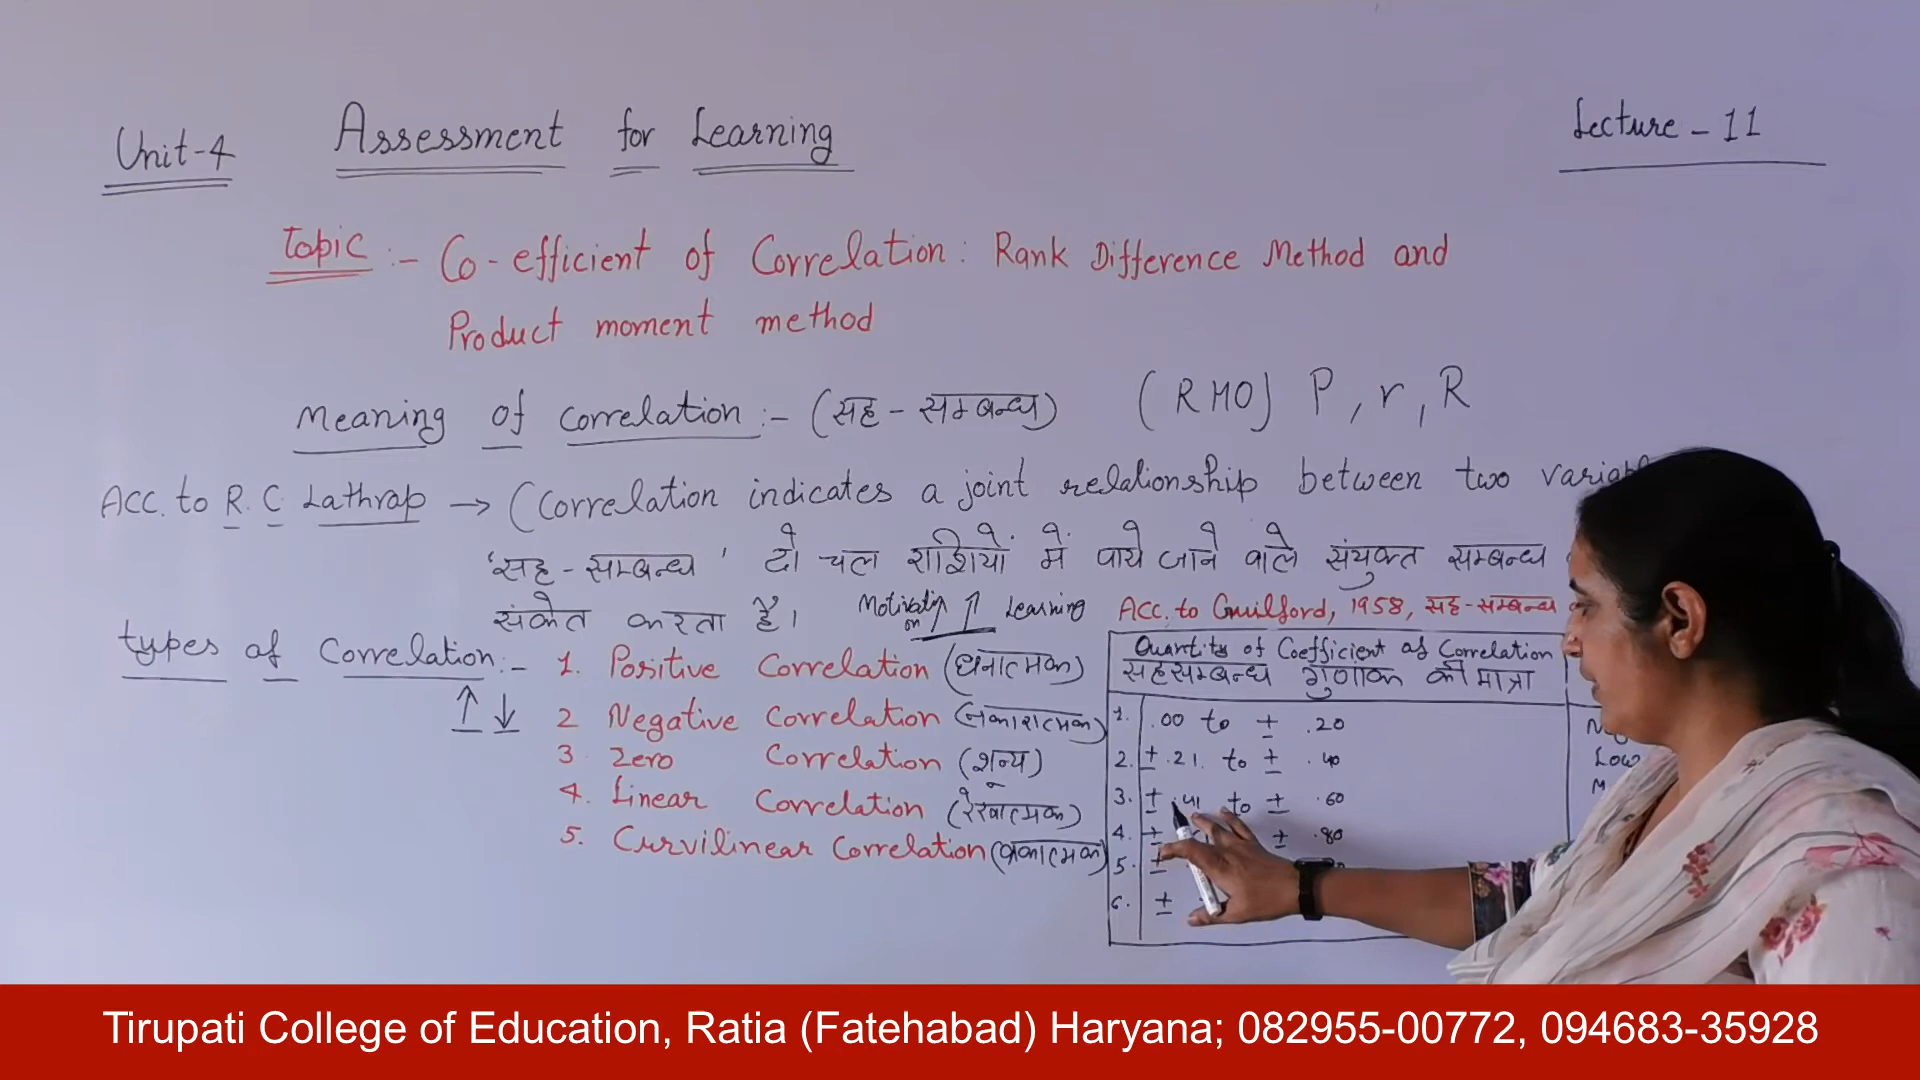 Unit-4 Assessment for Learning Lecture - 11
Topic :- Co-efficient of Correlation : Rank Difference Method and
Product moment method
Meaning of Correlation :- (सह - सम्बन्ध) (RHO) P, r, R
Acc. to R. C Lathrap → (Correlation indicates a joint relationship between two
'सह - सम्बन्ध' दो चल राशियों में पाये जाने वाले संयुक्त सम्बन्ध
संकेत करता है। Learning Acc. to Guilford, 1958, सह-सम्बन्ध
types of Correlation :- 1. Positive Correlation (धनात्मक)
↑ ↓ 2 Negative Correlation (नकारात्मक)
3 Zero Correlation (शून्य)
4. Linear Correlation (रेखात्मक)
5. Curvilinear Correlation (वक्रात्मक)
Quantity of Coefficient of Correlation
सहसम्बन्ध गुणांक की मात्रा
1. .00 to ± .20
2. ± .21 to ± .40 Low
3. ± .41 to ± .60
4. ± ± .80
5. ±
6. ±
Tirupati College of Education, Ratia (Fatehabad) Haryana; 082955-00772, 094683-35928